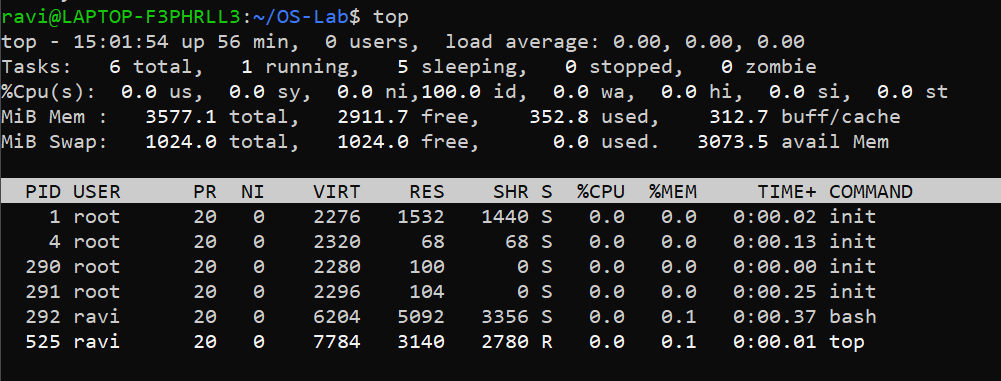 ravi@LAPTOP-F3PHRLL3:~/OS-Lab$ top
top - 15:01:54 up 56 min,  0 users,  load average: 0.00, 0.00, 0.00
Tasks:   6 total,   1 running,   5 sleeping,   0 stopped,   0 zombie
%Cpu(s):  0.0 us,  0.0 sy,  0.0 ni,100.0 id,  0.0 wa,  0.0 hi,  0.0 si,  0.0 st
MiB Mem :   3577.1 total,   2911.7 free,    352.8 used,    312.7 buff/cache
MiB Swap:   1024.0 total,   1024.0 free,      0.0 used.   3073.5 avail Mem
  PID USER      PR  NI    VIRT    RES    SHR S  %CPU  %MEM     TIME+ COMMAND
    1 root      20   0    2276   1532   1440 S   0.0   0.0   0:00.02 init
    4 root      20   0    2320     68     68 S   0.0   0.0   0:00.13 init
  290 root      20   0    2280    100      0 S   0.0   0.0   0:00.00 init
  291 root      20   0    2296    104      0 S   0.0   0.0   0:00.25 init
  292 ravi      20   0    6204   5092   3356 S   0.0   0.1   0:00.37 bash
  525 ravi      20   0    7784   3140   2780 R   0.0   0.1   0:00.01 top